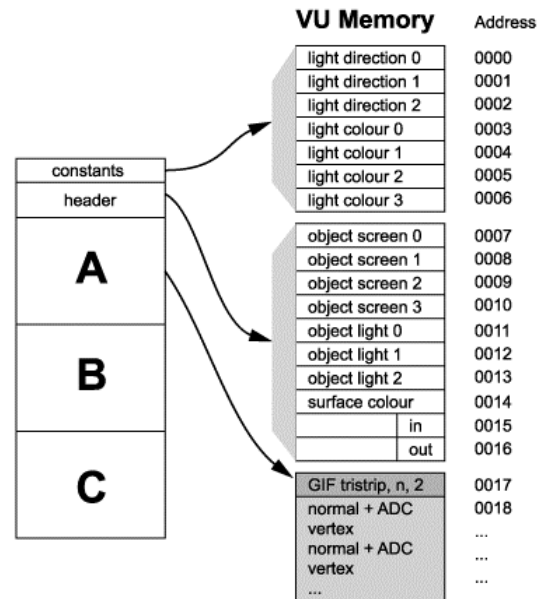 VU Memory Address
light direction 0 0000
light direction 1 0001
light direction 2 0002
light colour 0 0003
light colour 1 0004
light colour 2 0005
light colour 3 0006
constants
header
A
B
C
object screen 0 0007
object screen 1 0008
object screen 2 0009
object screen 3 0010
object light 0 0011
object light 1 0012
object light 2 0013
surface colour 0014
in 0015
out 0016
GIF tristrip, n, 2 0017
normal + ADC 0018
vertex ...
normal + ADC ...
vertex ...
...